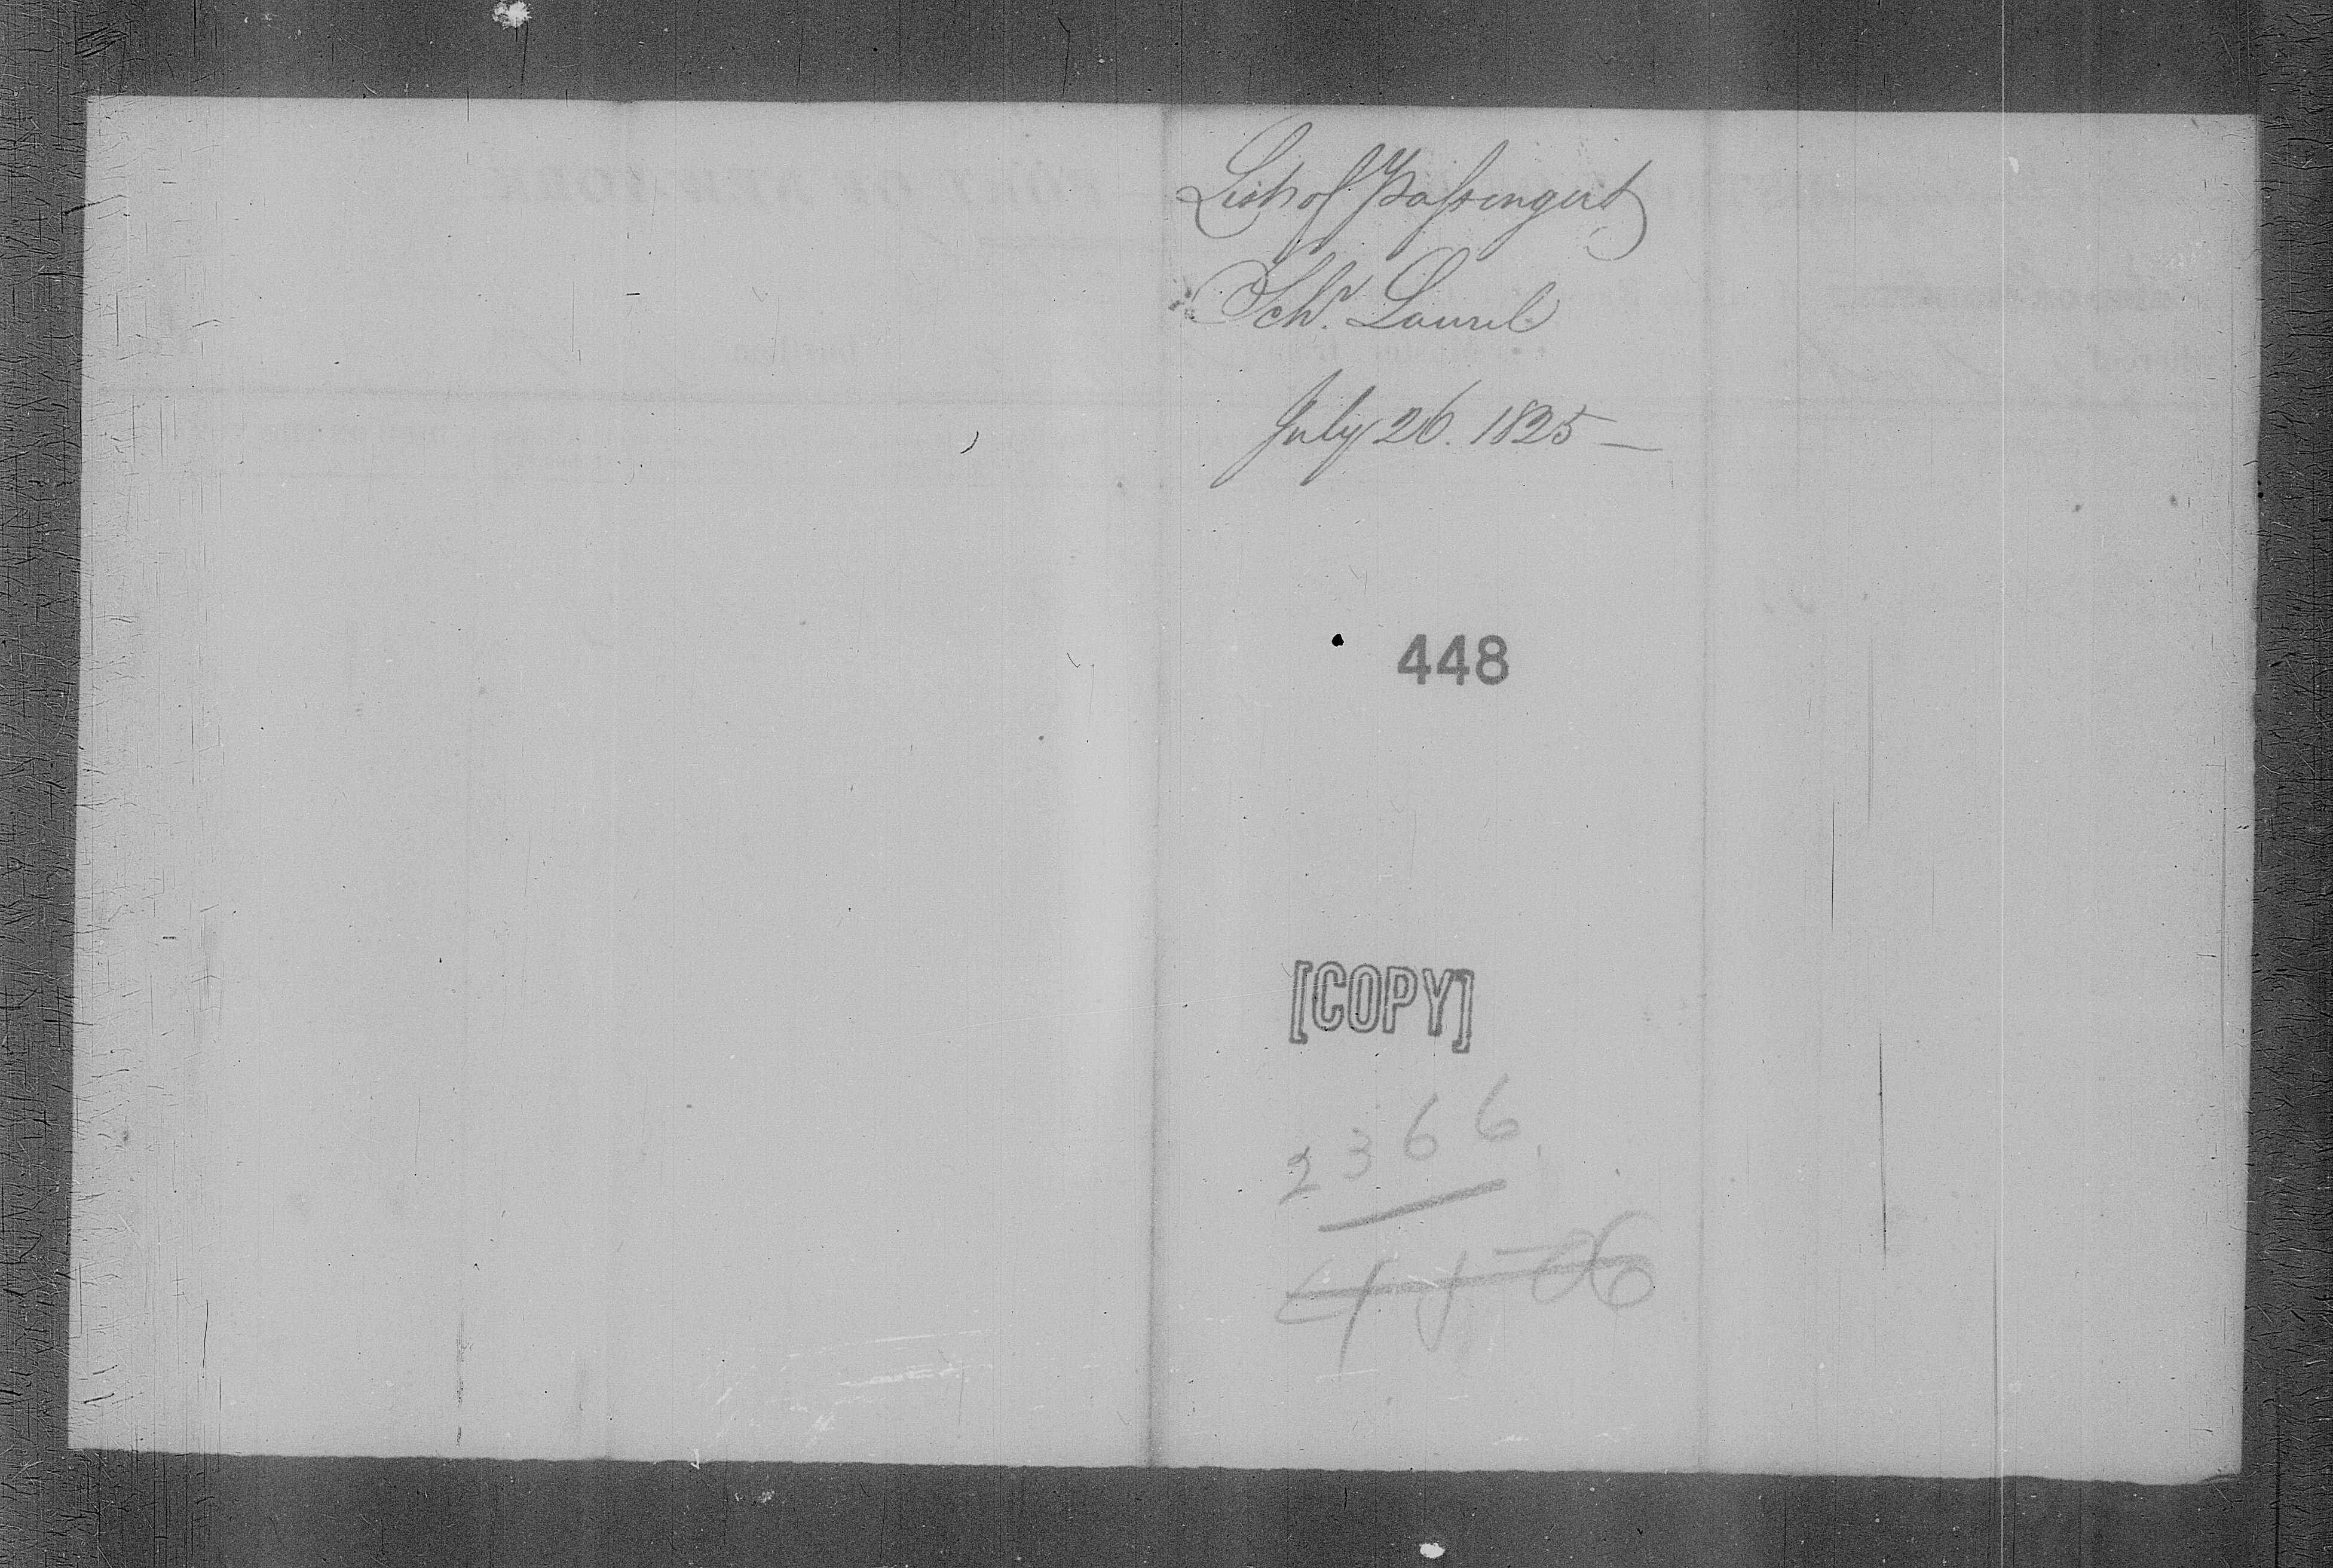 List of Passengers
Schr. Laurel
July 26. 1825 —
448
[COPY]
2366